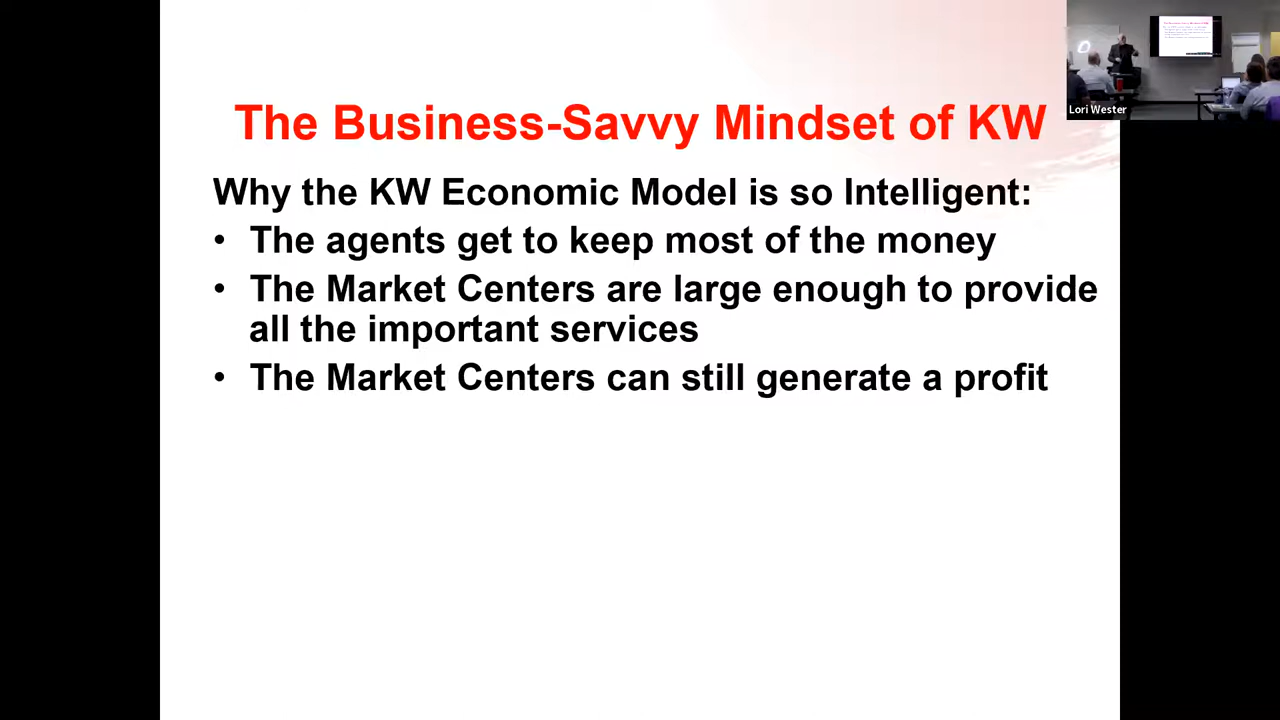 The Business-Savvy Mindset of KW
Why the KW Economic Model is so Intelligent:
• The agents get to keep most of the money
• The Market Centers are large enough to provide
all the important services
• The Market Centers can still generate a profit
Lori Wester